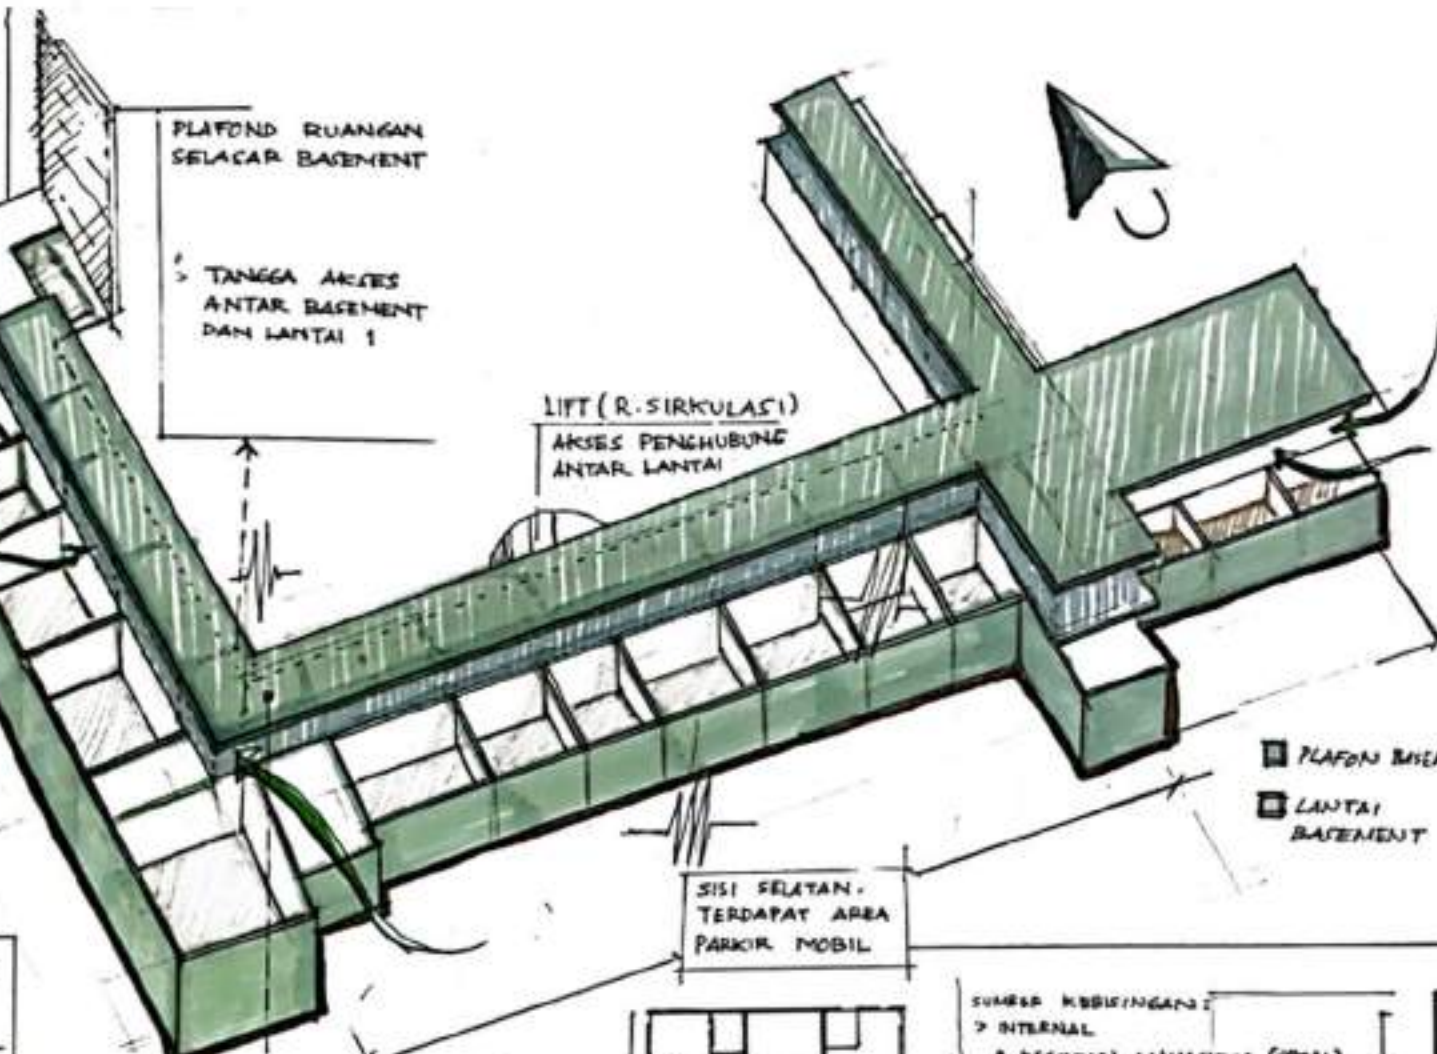 PLAFOND RUANGAN
SELASAR BASEMENT
> TANGGA AKSES
ANTAR BASEMENT
DAN LANTAI 1
LIFT (R. SIRKULASI)
AKSES PENGHUBUNG
ANTAR LANTAI
U
PLAFON
LANTAI
BASEMENT
SISI SELATAN.
TERDAPAT AREA
PARKIR MOBIL
SUMBER KEBISINGAN:
> INTERNAL